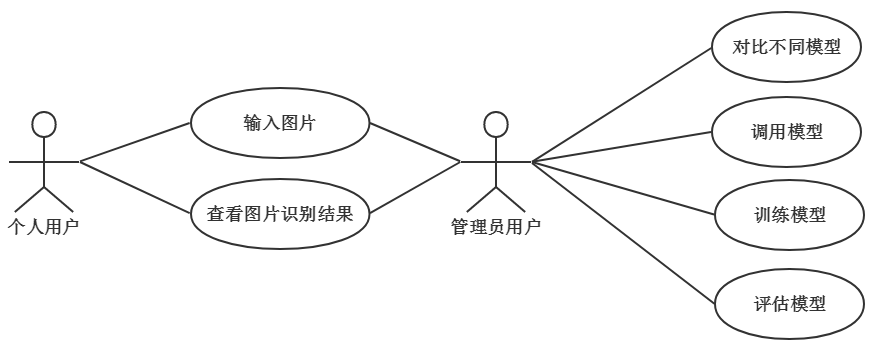 对比不同模型
输入图片
调用模型
查看图片识别结果
训练模型
个人用户
管理员用户
评估模型